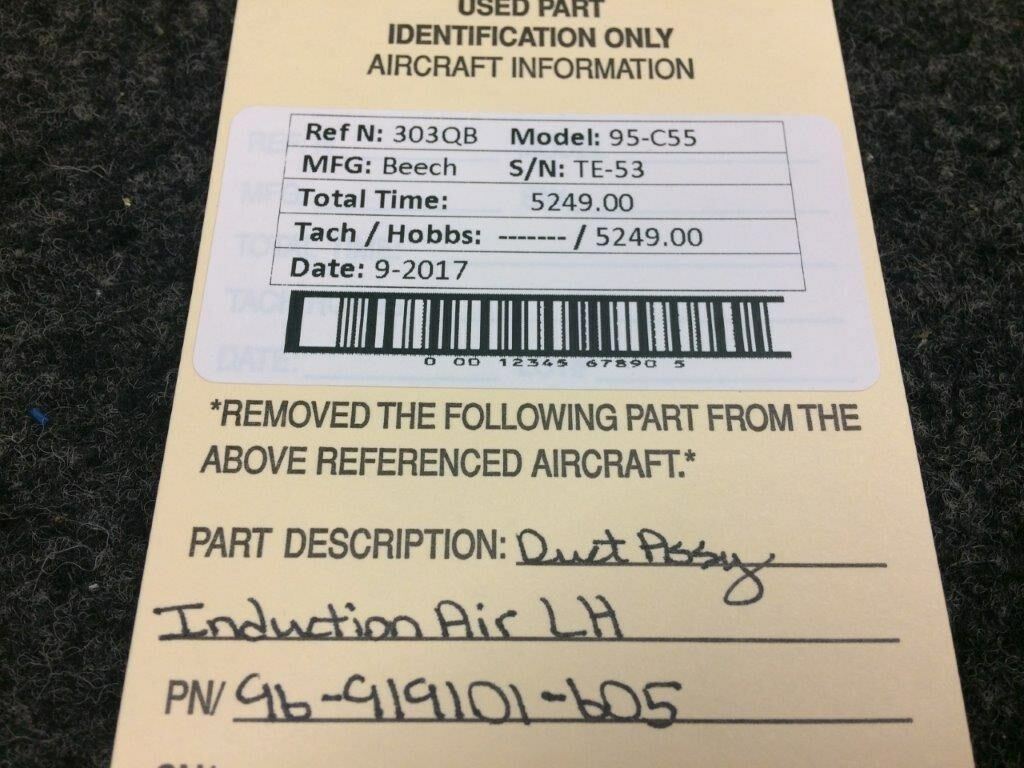 USED PART
IDENTIFICATION ONLY
AIRCRAFT INFORMATION
Ref N: 303QB Model: 95-C55
MFG: Beech S/N: TE-53
Total Time: 5249.00
Tach / Hobbs: ------- / 5249.00
Date: 9-2017
0 00 12345 67890 5
*REMOVED THE FOLLOWING PART FROM THE
ABOVE REFERENCED AIRCRAFT.*
PART DESCRIPTION: Duct Assy
Induction Air LH
PN/ 96-919101-605